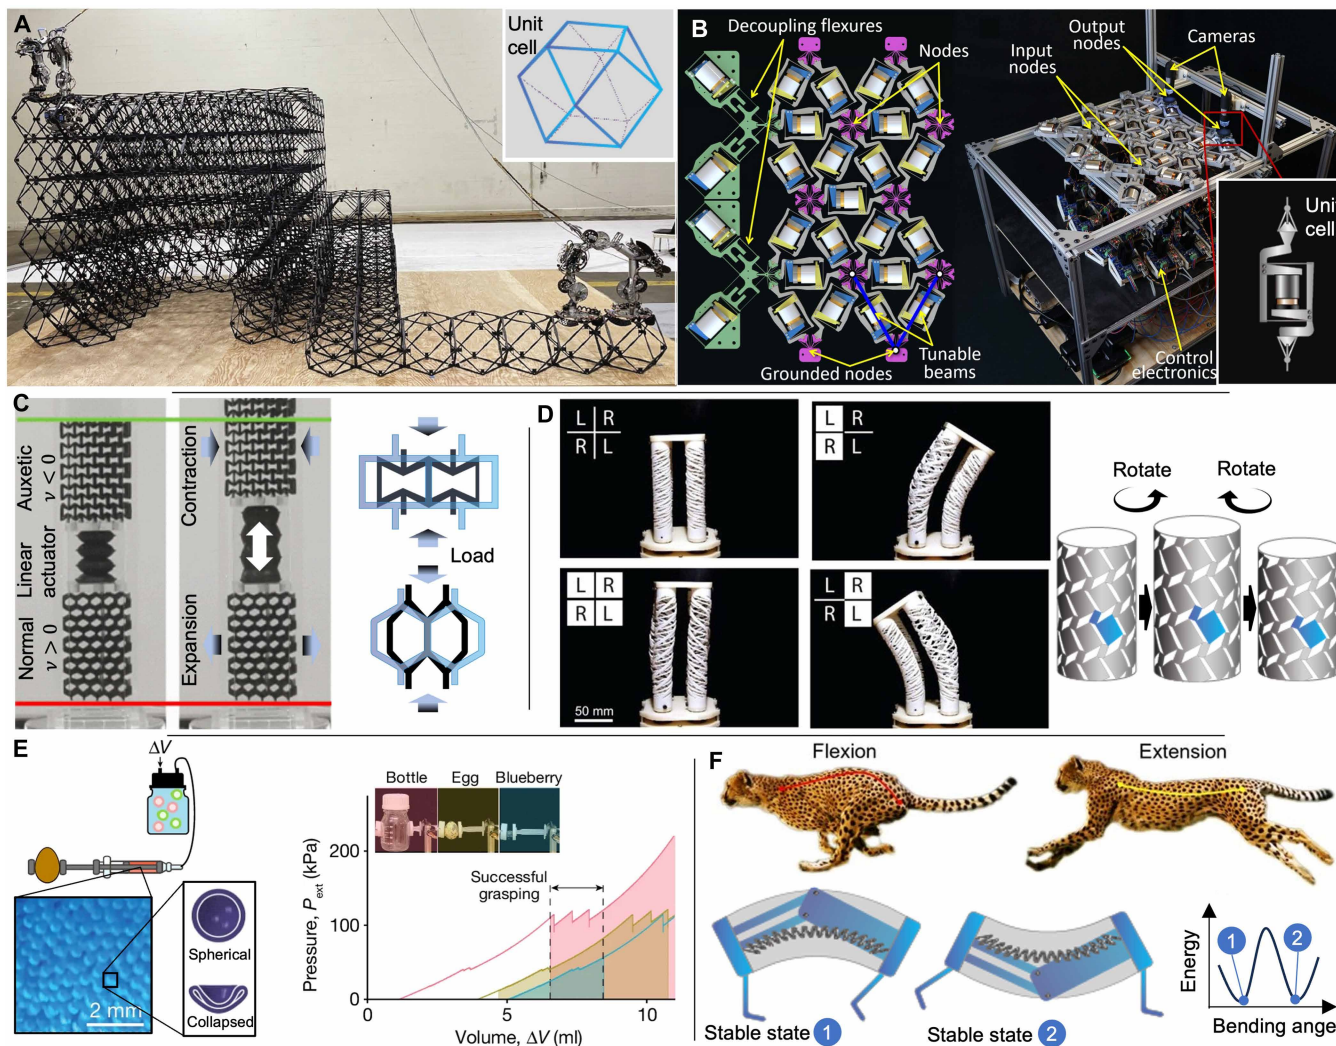 A
Unit
cell
B
Decoupling flexures
Nodes
Output
nodes
Input
nodes
Cameras
Unit
cell
Control
electronics
Tunable
beams
Grounded nodes
C
Auxetic
ν < 0
Linear
actuator
Normal
ν > 0
Contraction
Expansion
Load
D
L R
R L
L R
R L
L R
R L
L R
R L
50 mm
Rotate
Rotate
E
ΔV
Spherical
Collapsed
2 mm
Bottle Egg Blueberry
Successful
grasping
Pressure, Pext (kPa)
200
100
0
0 5 10
Volume, ΔV (ml)
F
Flexion
Extension
Stable state 1
Stable state 2
Energy
1 2
Bending angle